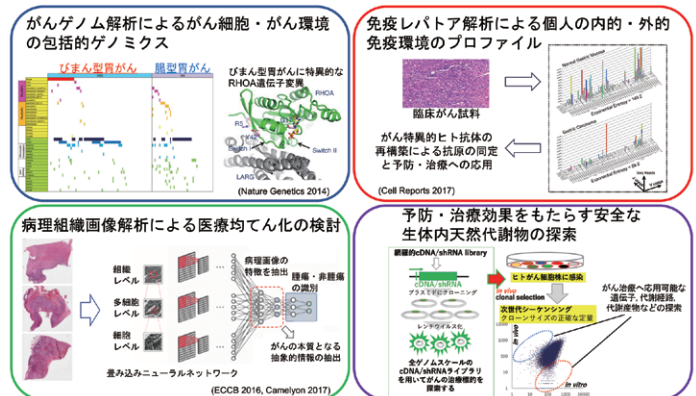 がんゲノム解析によるがん細胞・がん環境
の包括的ゲノミクス
びまん型胃がん
腸型胃がん
びまん型胃がんに特異的な
RHOA遺伝子変異
RHOA
R5
Y42
Switch I
Switch II
LARG
(Nature Genetics 2014)
免疫レパトア解析による個人の内的・外的
免疫環境のプロファイル
臨床がん試料
がん特異的ヒト抗体の
再構築による抗原の同定
と予防・治療への応用
(Cell Reports 2017)
病理組織画像解析による医療均てん化の検討
組織
レベル
多細胞
レベル
細胞
レベル
病理画像の
特徴を抽出
腫瘍・非腫瘍
の識別
がんの本質となる
抽象的情報の抽出
畳み込みニューラルネットワーク
(ECCB 2016, Camelyon 2017)
予防・治療効果をもたらす安全な
生体内天然代謝物の探索
網羅的cDNA/shRNA library
cDNA/shRNA
プラスミドにクローニング
レンチウイルス化
全ゲノムスケールの
cDNA/shRNAライブラリ
を用いてがんの治療標的を
探索する
ヒトがん細胞株に感染
in vivo
clonal selection
次世代シーケンシング
クローンサイズの正確な定量
in vivo
in vitro
がん治療へ応用可能な
遺伝子, 代謝経路,
代謝産物などの探索